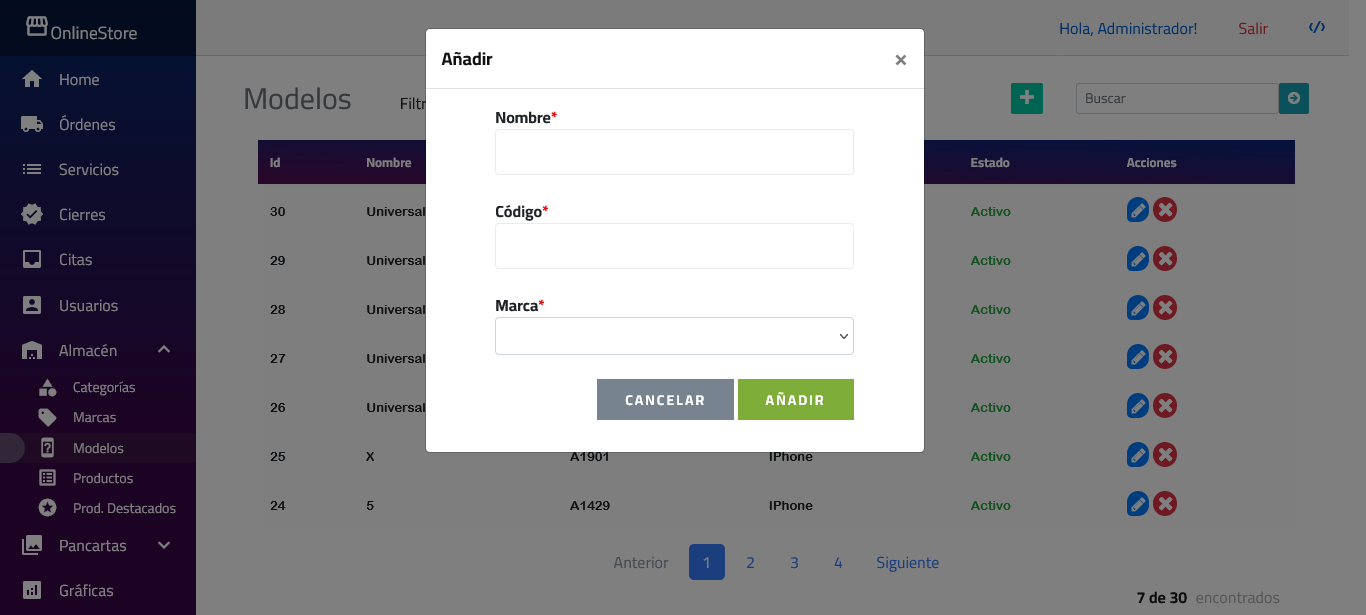 OnlineStore
Hola, Administrador!
Salir
Home
Órdenes
Servicios
Cierres
Citas
Usuarios
Almacén
Categorías
Marcas
Modelos
Productos
Prod. Destacados
Pancartas
Gráficas
Modelos
Buscar
Id Nombre Estado Acciones
30 Universal Activo
29 Universal Activo
28 Universal Activo
27 Universal Activo
26 Universal Activo
25 X A1901 IPhone Activo
24 5 A1429 IPhone Activo
Anterior 1 2 3 4 Siguiente
7 de 30 encontrados
Añadir ×
Nombre*
Código*
Marca*
CANCELAR AÑADIR